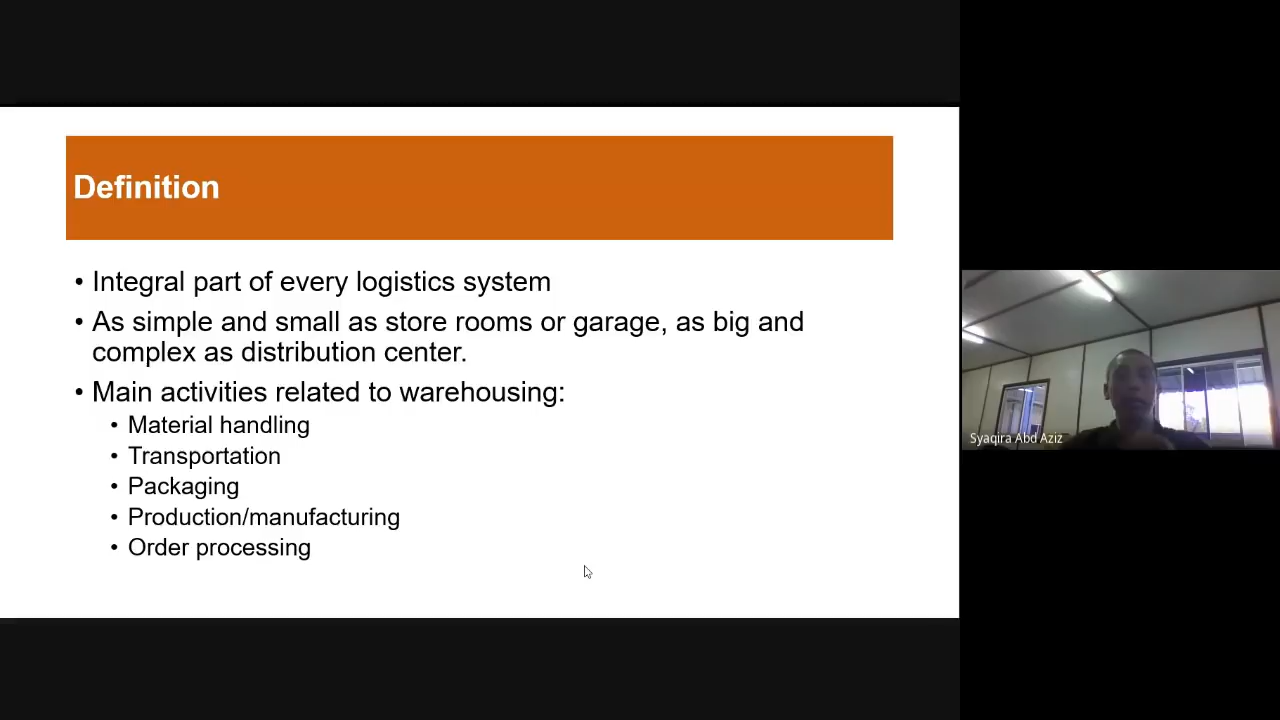 Definition
• Integral part of every logistics system
• As simple and small as store rooms or garage, as big and
complex as distribution center.
• Main activities related to warehousing:
• Material handling
• Transportation
• Packaging
• Production/manufacturing
• Order processing
Syaqira Abd Aziz